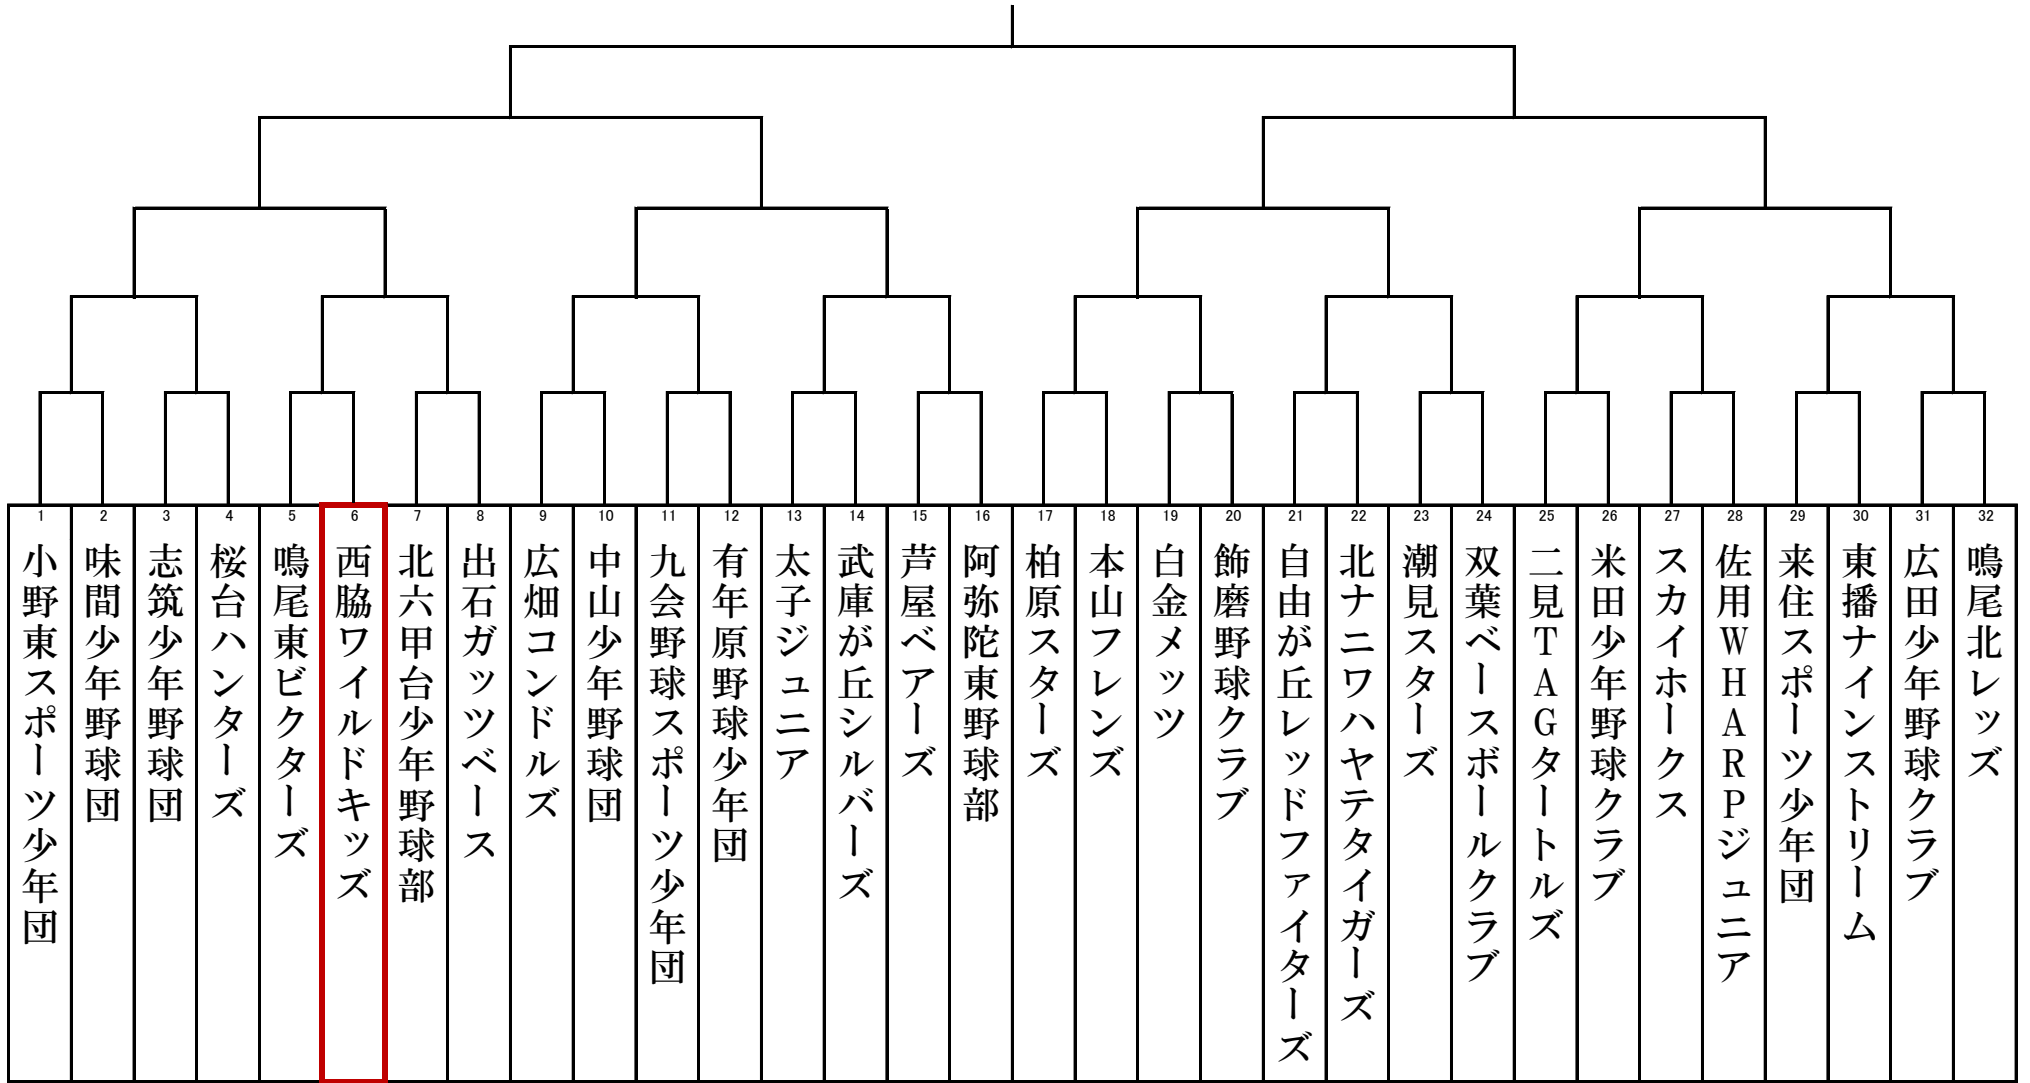 1
小野東スポーツ少年団
2
味間少年野球団
3
志筑少年野球団
4
桜台ハンターズ
5
鳴尾東ビクターズ
6
西脇ワイルドキッズ
7
北六甲台少年野球部
8
出石ガッツベース
9
広畑コンドルズ
10
中山少年野球団
11
九会野球スポーツ少年団
12
有年原野球少年団
13
太子ジュニア
14
武庫が丘シルバーズ
15
芦屋ベアーズ
16
阿弥陀東野球部
17
柏原スターズ
18
本山フレンズ
19
白金メッツ
20
飾磨野球クラブ
21
自由が丘レッドファイターズ
22
北ナニワハヤテタイガーズ
23
潮見スターズ
24
双葉ベースボールクラブ
25
二見TAGタートルズ
26
米田少年野球クラブ
27
スカイホークス
28
佐用WHARPジュニア
29
来住スポーツ少年団
30
東播ナインストリーム
31
広田少年野球クラブ
32
鳴尾北レッズ